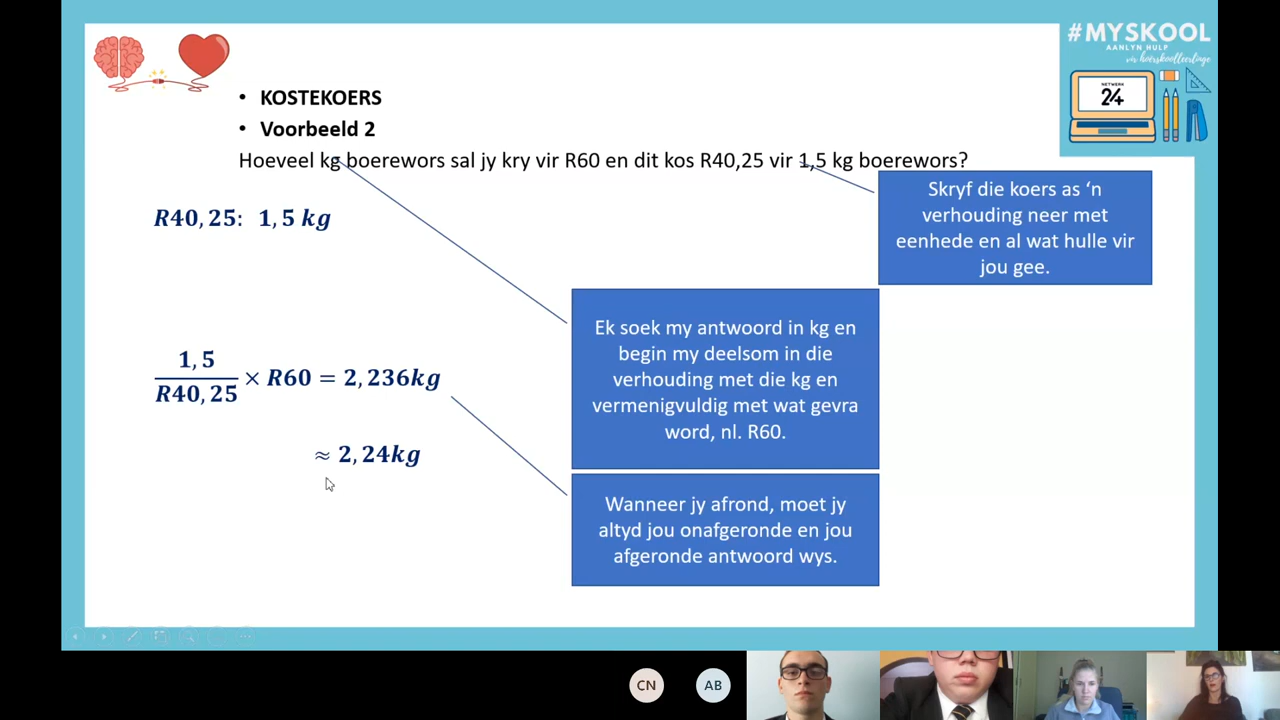 #MYSKOOL
AANLYN HULP
vir hoërskoolleerlinge
NETWERK
24
• KOSTEKOERS
• Voorbeeld 2
Hoeveel kg boerewors sal jy kry vir R60 en dit kos R40,25 vir 1,5 kg boerewors?
Skryf die koers as ‘n
verhouding neer met
eenhede en al wat hulle vir
jou gee.
R40,25: 1,5 kg
Ek soek my antwoord in kg en
begin my deelsom in die
verhouding met die kg en
vermenigvuldig met wat gevra
word, nl. R60.
1,5
R40,25 × R60 = 2,236kg
≈ 2,24kg
Wanneer jy afrond, moet jy
altyd jou onafgeronde en jou
afgeronde antwoord wys.
CN
AB